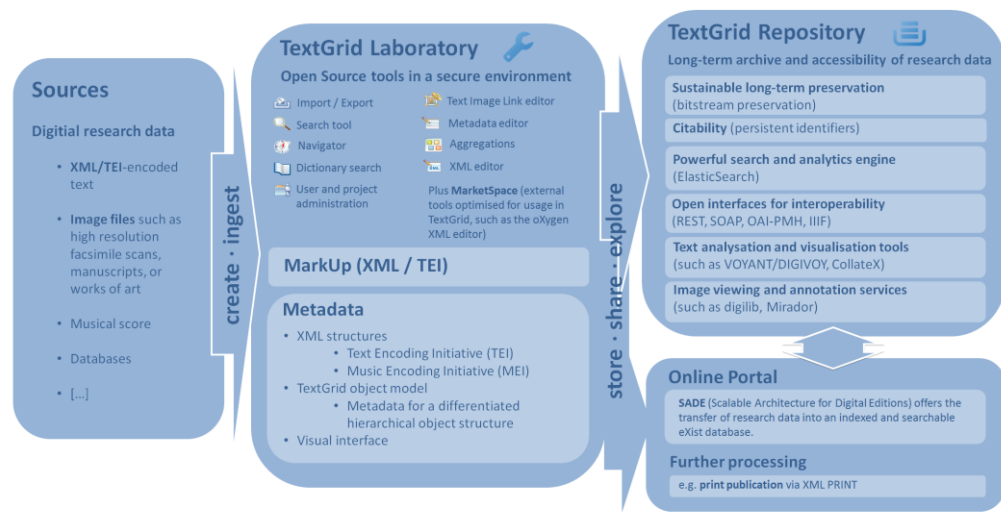 Sources
Digitial research data
• XML/TEI-encoded
text
• Image files such as
high resolution
facsimile scans,
manuscripts, or
works of art
• Musical score
• Databases
• [...]
create · ingest
TextGrid Laboratory
Open Source tools in a secure environment
Import / Export
Search tool
Navigator
Dictionary search
User and project
administration
Text Image Link editor
Metadata editor
Aggregations
XML editor
Plus MarketSpace (external
tools optimised for usage in
TextGrid, such as the oXygen
XML editor)
MarkUp (XML / TEI)
Metadata
• XML structures
• Text Encoding Initiative (TEI)
• Music Encoding Initiative (MEI)
• TextGrid object model
• Metadata for a differentiated
hierarchical object structure
• Visual interface
store · share · explore
TextGrid Repository
Long-term archive and accessibility of research data
Sustainable long-term preservation
(bitstream preservation)
Citability (persistent identifiers)
Powerful search and analytics engine
(ElasticSearch)
Open interfaces for interoperability
(REST, SOAP, OAI-PMH, IIIF)
Text analysation and visualisation tools
(such as VOYANT/DIGIVOY, CollateX)
Image viewing and annotation services
(such as digilib, Mirador)
Online Portal
SADE (Scalable Architecture for Digital Editions) offers the
transfer of research data into an indexed and searchable
eXist database.
Further processing
e.g. print publication via XML PRINT